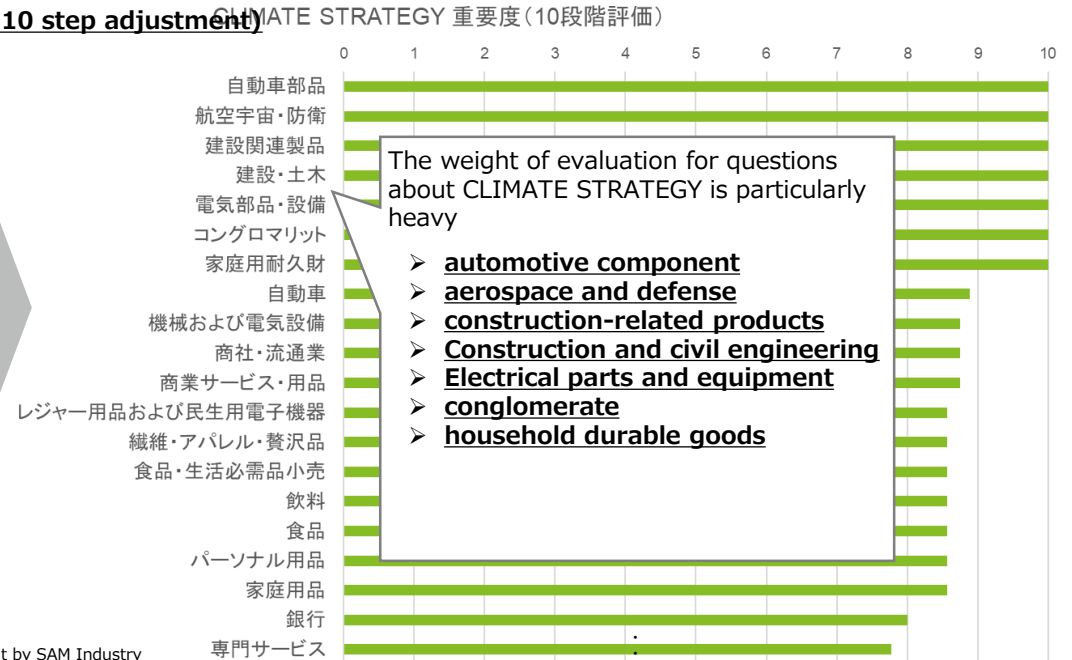 10 step adjustment)
CLIMATE STRATEGY 重要度（10段階評価）
0 1 2 3 4 5 6 7 8 9 10
自動車部品
航空宇宙・防衛
建設関連製品
建設・土木
電気部品・設備
コングロマリット
家庭用耐久財
自動車
機械および電気設備
商社・流通業
商業サービス・用品
レジャー用品および民生用電子機器
繊維・アパレル・贅沢品
食品・生活必需品小売
飲料
食品
パーソナル用品
家庭用品
銀行
専門サービス
The weight of evaluation for questions
about CLIMATE STRATEGY is particularly
heavy
➢ automotive component
➢ aerospace and defense
➢ construction-related products
➢ Construction and civil engineering
➢ Electrical parts and equipment
➢ conglomerate
➢ household durable goods
:
t by SAM Industry